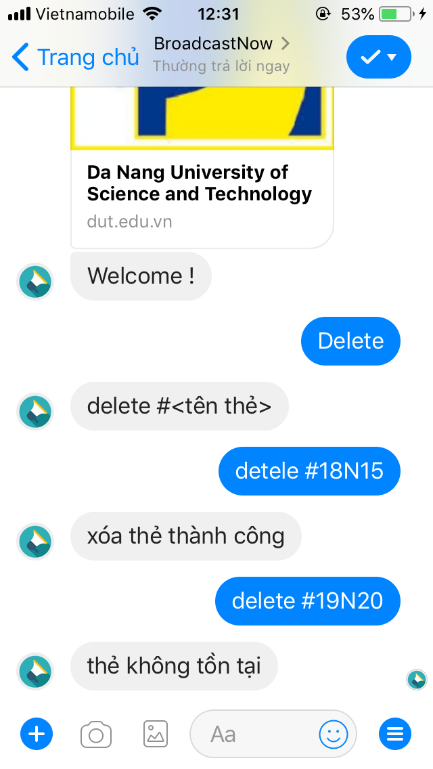 Vietnamobile 12:31 53%
Trang chủ
BroadcastNow
Thường trả lời ngay
Da Nang University of
Science and Technology
dut.edu.vn
Welcome !
Delete
delete #<tên thẻ>
detele #18N15
xóa thẻ thành công
delete #19N20
thẻ không tồn tại
Aa